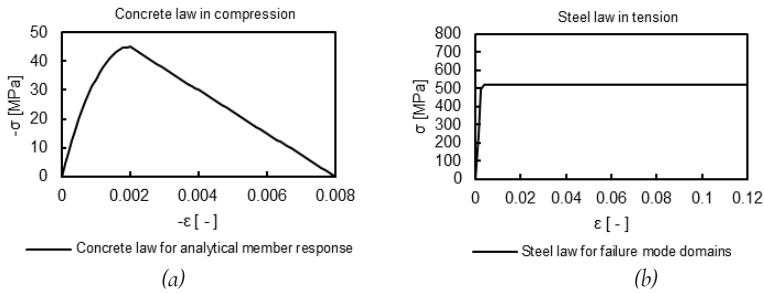 Concrete law in compression
50
40
30
20
10
0
-σ [MPa]
0 0.002 0.004 0.006 0.008
-ε [ - ]
Concrete law for analytical member response
(a)
Steel law in tension
800
700
600
500
400
300
200
100
0
σ [MPa]
0 0.02 0.04 0.06 0.08 0.1 0.12
ε [ - ]
Steel law for failure mode domains
(b)